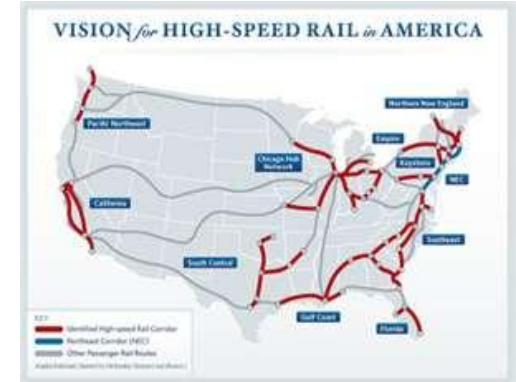 VISION for HIGH-SPEED RAIL in AMERICA
Northern New England
Pacific Northwest
Empire
Chicago Hub
Network
Keystone
NEC
California
Southeast
South Central
Gulf Coast
Florida
KEY
Identified High-speed Rail Corridor
Northeast Corridor (NEC)
Other Passenger Rail Routes